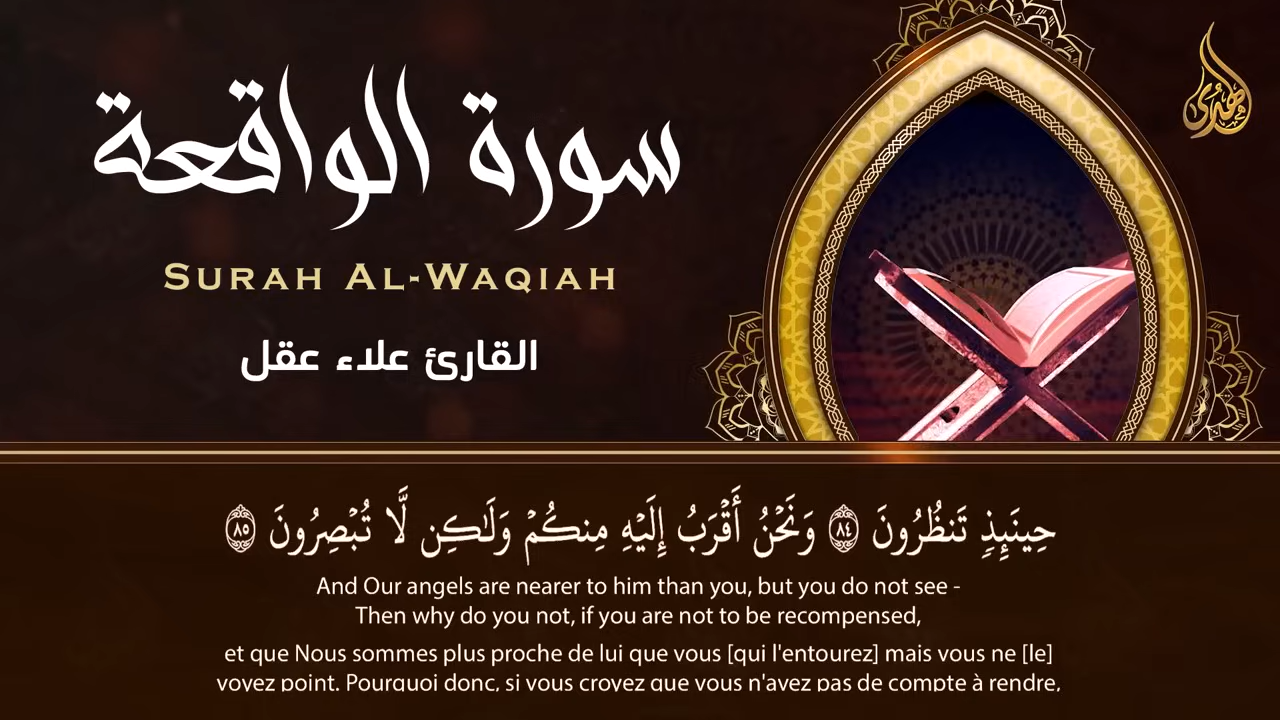 سورة الواقعة
هدى
SURAH AL-WAQIAH
القارئ علاء عقل
حِينَئِذٍ تَنظُرُونَ ٨٤ وَنَحْنُ أَقْرَبُ إِلَيْهِ مِنكُمْ وَلَٰكِن لَّا تُبْصِرُونَ ٨٥
And Our angels are nearer to him than you, but you do not see -
Then why do you not, if you are not to be recompensed,
et que Nous sommes plus proche de lui que vous [qui l'entourez] mais vous ne [le]
voyez point. Pourquoi donc, si vous croyez que vous n'avez pas de compte à rendre,